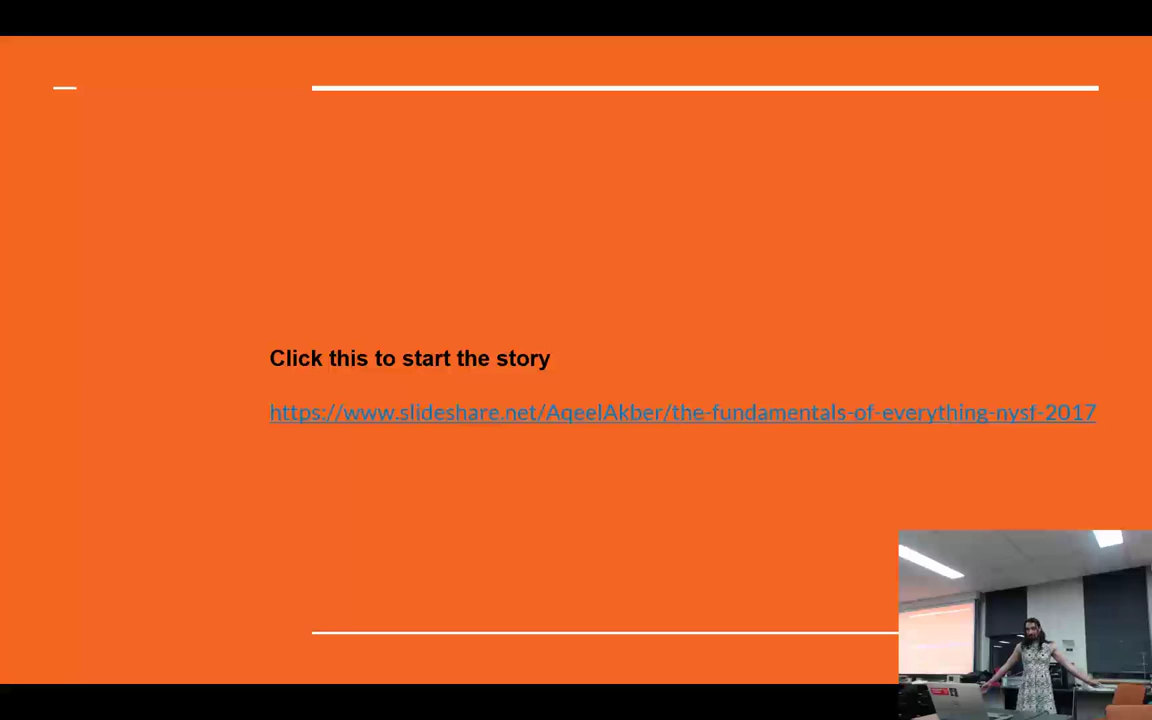 Click this to start the story
https://www.slideshare.net/AqeelAkber/the-fundamentals-of-everything-nysf-2017